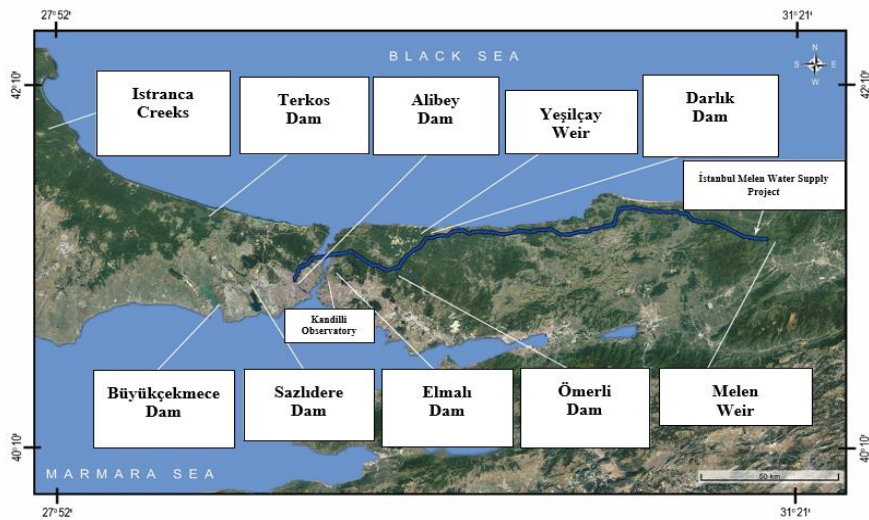 27°52' 31°21'
42°10' 42°10'
BLACK SEA
N
S E
W
Istranca
Creeks
Terkos
Dam
Alibey
Dam
Yeşilçay
Weir
Darlık
Dam
İstanbul Melen Water Supply
Project
Kandilli
Observatory
Büyükçekmece
Dam
Sazlıdere
Dam
Elmalı
Dam
Ömerli
Dam
Melen
Weir
40°10' 40°10'
MARMARA SEA
50 km
27°52' 31°21'